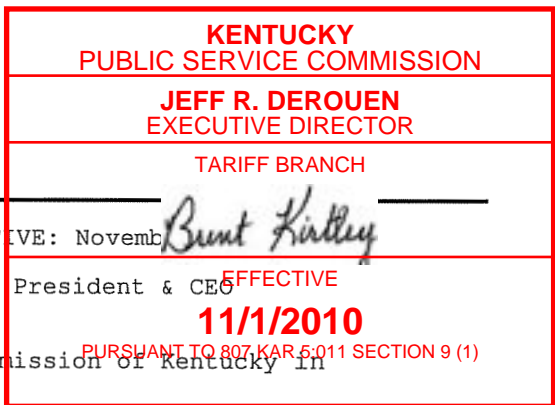 KENTUCKY
PUBLIC SERVICE COMMISSION
JEFF R. DEROUEN
EXECUTIVE DIRECTOR
TARIFF BRANCH
IVE: Novemb
Bunt Kirtley
President & CEO
EFFECTIVE
11/1/2010
PURSUANT TO 807 KAR 5:011 SECTION 9 (1)
mission of Kentucky in